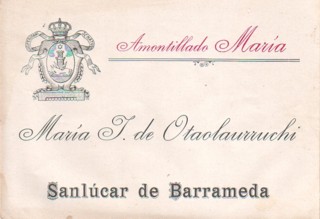 Amontillado María
María T. de Otaolaurruchi
Sanlúcar de Barrameda